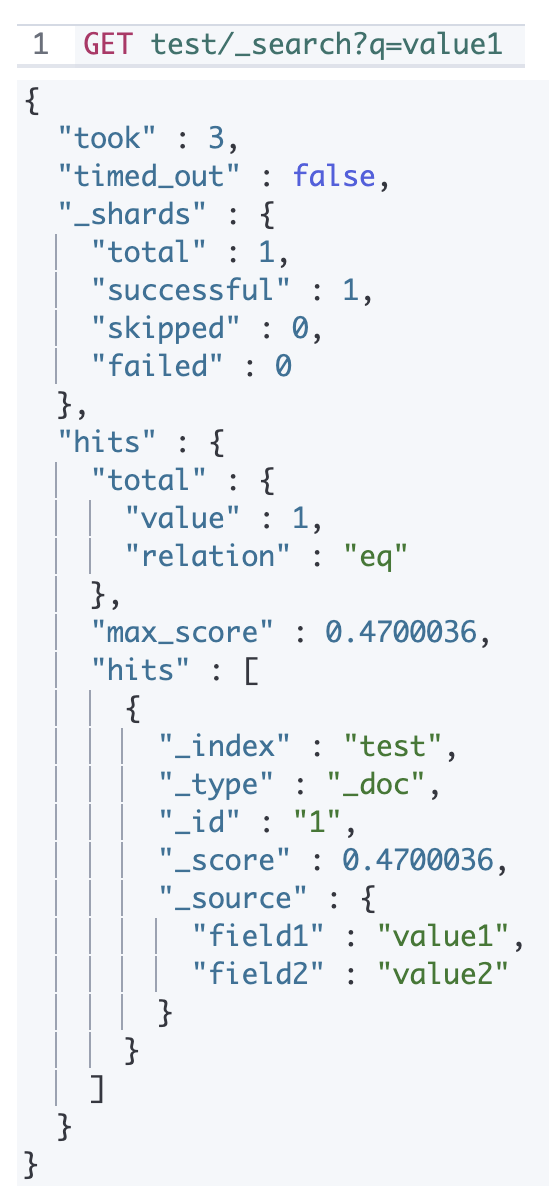 1 GET test/_search?q=value1
{
  "took" : 3,
  "timed_out" : false,
  "_shards" : {
    "total" : 1,
    "successful" : 1,
    "skipped" : 0,
    "failed" : 0
  },
  "hits" : {
    "total" : {
      "value" : 1,
      "relation" : "eq"
    },
    "max_score" : 0.4700036,
    "hits" : [
      {
        "_index" : "test",
        "_type" : "_doc",
        "_id" : "1",
        "_score" : 0.4700036,
        "_source" : {
          "field1" : "value1",
          "field2" : "value2"
        }
      }
    ]
  }
}